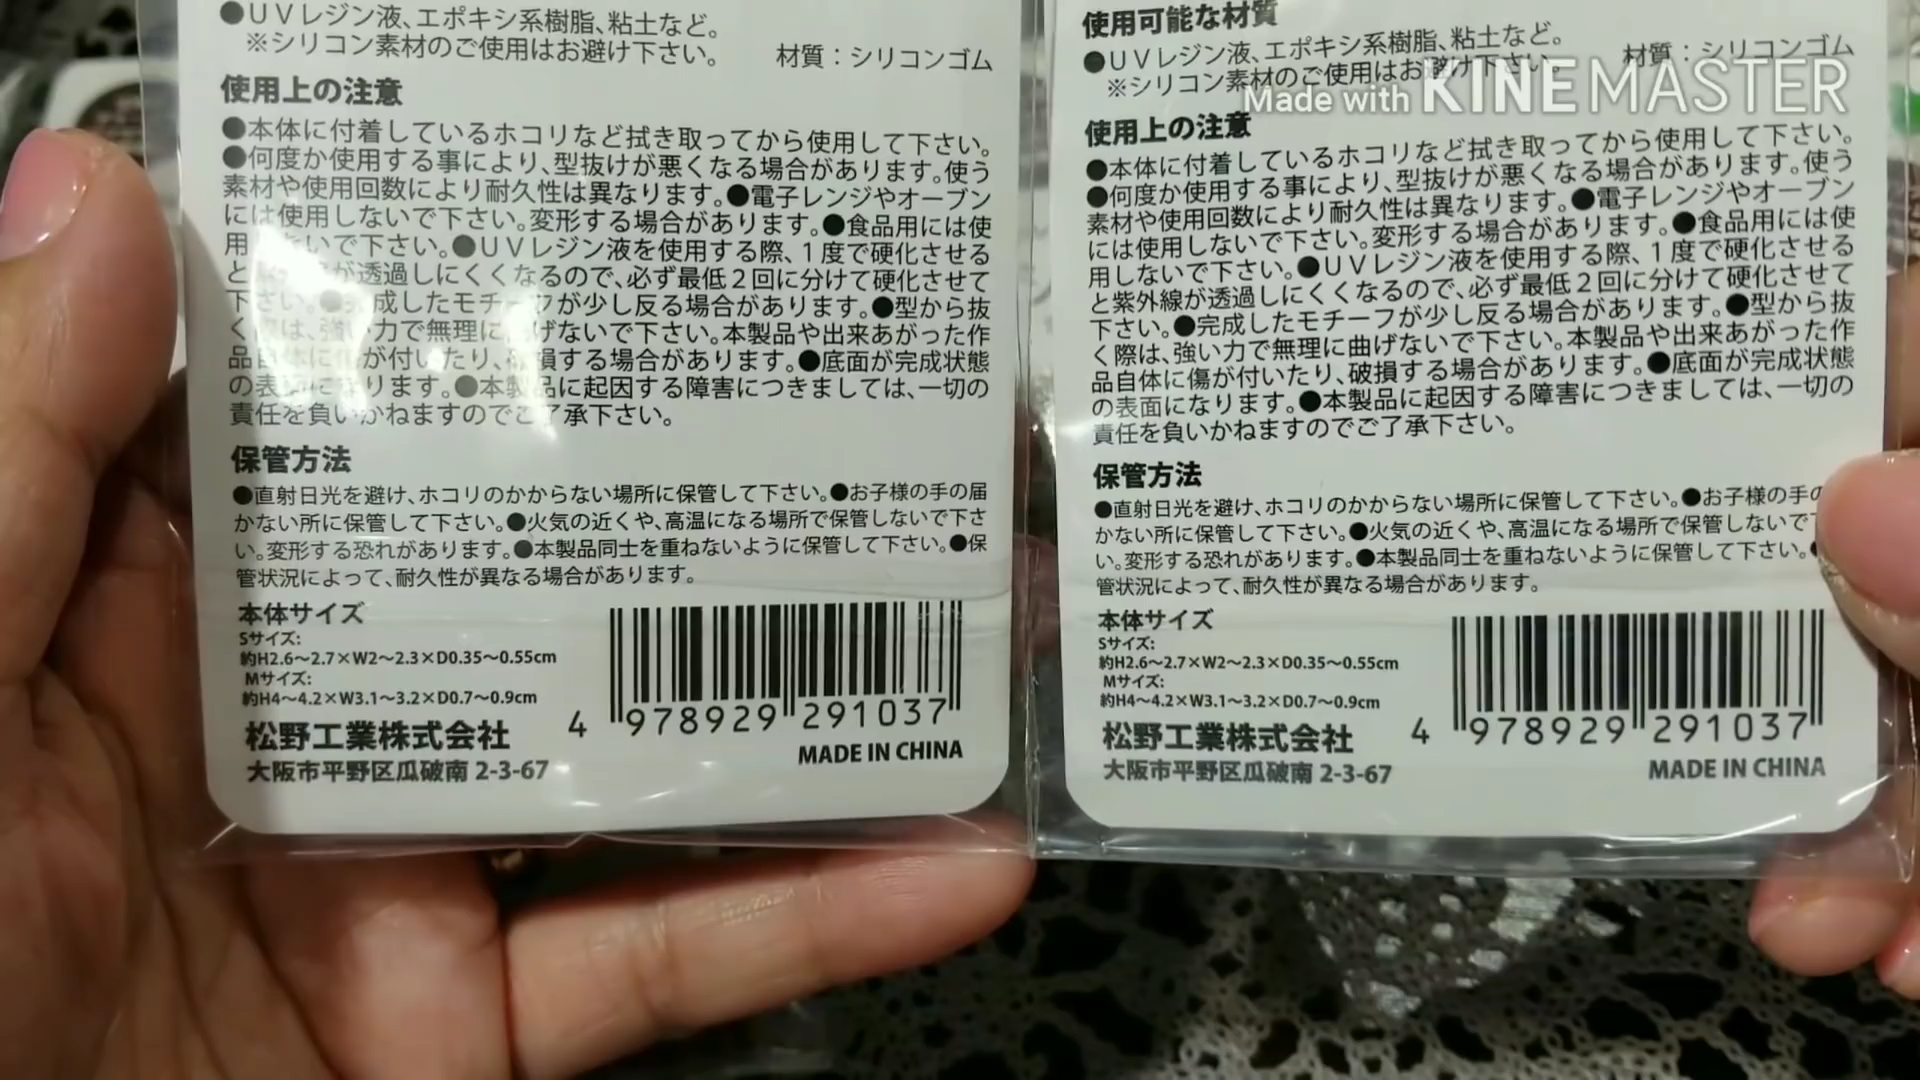 ●UVレジン液、エポキシ系樹脂、粘土など。
※シリコン素材のご使用はお避け下さい。
材質：シリコンゴム
使用上の注意
●本体に付着しているホコリなど拭き取ってから使用して下さい。
●何度か使用する事により、型抜けが悪くなる場合があります。使う
素材や使用回数により耐久性は異なります。●電子レンジやオーブン
には使用しないで下さい。変形する場合があります。●食品用には使
用 ないで下さい。●UVレジン液を使用する際、1度で硬化させる
と が透過しにくくなるので、必ず最低2回に分けて硬化させて
下さい。●完成したモチーフが少し反る場合があります。●型から抜
く際は、強い力で無理に げないで下さい。本製品や出来あがった作
品自体に傷が付いたり、破損する場合があります。●底面が完成状態
の表面になります。●本製品に起因する障害につきましては、一切の
責任を負いかねますのでご了承下さい。
保管方法
●直射日光を避け、ホコリのかからない場所に保管して下さい。●お子様の手の届
かない所に保管して下さい。●火気の近くや、高温になる場所で保管しないで下さ
い。変形する恐れがあります。●本製品同士を重ねないように保管して下さい。●保
管状況によって、耐久性が異なる場合があります。
本体サイズ
Sサイズ:
約H2.6〜2.7×W2〜2.3×D0.35〜0.55cm
Mサイズ:
約H4〜4.2×W3.1〜3.2×D0.7〜0.9cm
松野工業株式会社
大阪市平野区瓜破南 2-3-67
4 978929 291037
MADE IN CHINA
使用可能な材質
●UVレジン液、エポキシ系樹脂、粘土など。
※シリコン素材のご使用はお避け下さい。
材質：シリコンゴム
Made with KINEMASTER
使用上の注意
●本体に付着しているホコリなど拭き取ってから使用して下さい。
●何度か使用する事により、型抜けが悪くなる場合があります。使う
素材や使用回数により耐久性は異なります。●電子レンジやオーブン
には使用しないで下さい。変形する場合があります。●食品用には使
用しないで下さい。●UVレジン液を使用する際、1度で硬化させる
と紫外線が透過しにくくなるので、必ず最低2回に分けて硬化させて
下さい。●完成したモチーフが少し反る場合があります。●型から抜
く際は、強い力で無理に曲げないで下さい。本製品や出来あがった作
品自体に傷が付いたり、破損する場合があります。●底面が完成状態
の表面になります。●本製品に起因する障害につきましては、一切の
責任を負いかねますのでご了承下さい。
保管方法
●直射日光を避け、ホコリのかからない場所に保管して下さい。●お子様の手の
かない所に保管して下さい。●火気の近くや、高温になる場所で保管しないで下
い。変形する恐れがあります。●本製品同士を重ねないように保管して下さい。●
管状況によって、耐久性が異なる場合があります。
本体サイズ
Sサイズ:
約H2.6〜2.7×W2〜2.3×D0.35〜0.55cm
Mサイズ:
約H4〜4.2×W3.1〜3.2×D0.7〜0.9cm
松野工業株式会社
大阪市平野区瓜破南 2-3-67
4 978929 291037
MADE IN CHINA